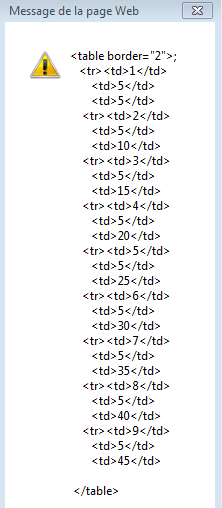 Message de la page Web
<table border="2">;
<tr><td>1</td>
<td>5</td>
<td>5</td>
<tr><td>2</td>
<td>5</td>
<td>10</td>
<tr><td>3</td>
<td>5</td>
<td>15</td>
<tr><td>4</td>
<td>5</td>
<td>20</td>
<tr><td>5</td>
<td>5</td>
<td>25</td>
<tr><td>6</td>
<td>5</td>
<td>30</td>
<tr><td>7</td>
<td>5</td>
<td>35</td>
<tr><td>8</td>
<td>5</td>
<td>40</td>
<tr><td>9</td>
<td>5</td>
<td>45</td>
</table>